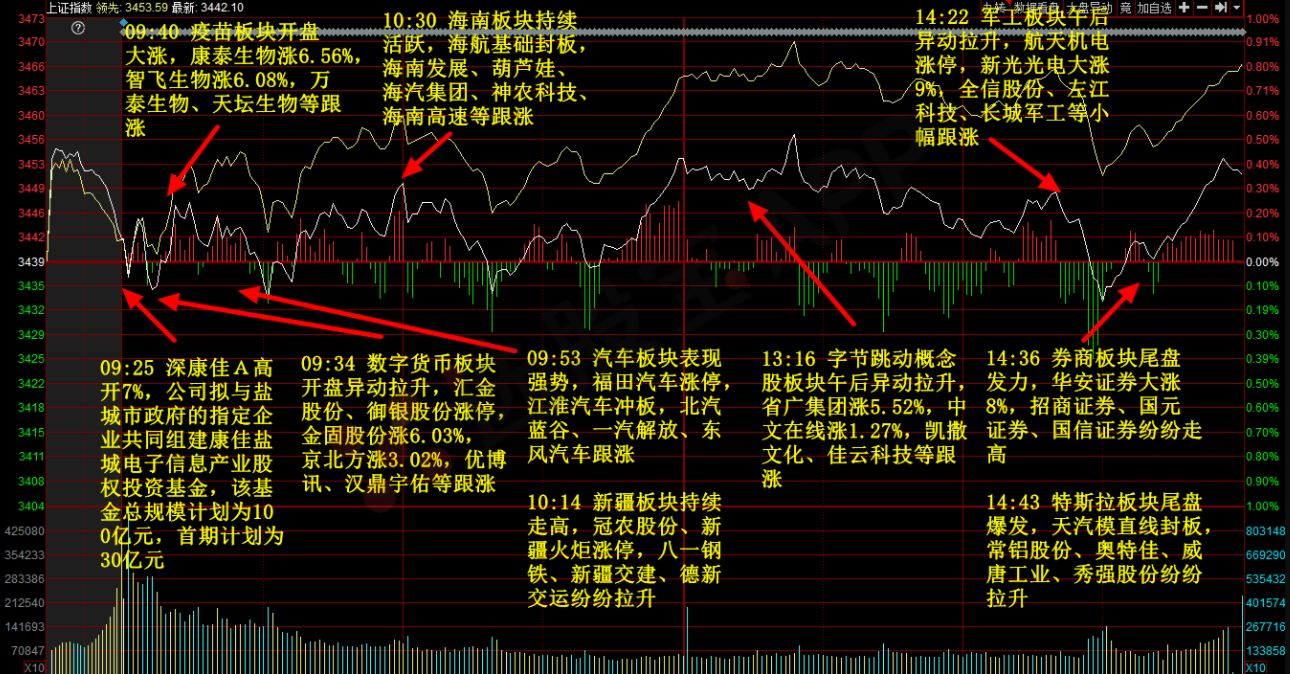 上证指数 领先: 3453.59 最新: 3442.10
竟 加自选
09:40 疫苗板块开盘
大涨，康泰生物涨6.56%，
智飞生物涨6.08%，万
泰生物、天坛生物等跟
涨
10:30 海南板块持续
活跃，海航基础封板，
海南发展、葫芦娃、
海汽集团、神农科技、
海南高速等跟涨
14:22 军工板块午后
异动拉升，航天机电
涨停，新光光电大涨
9%，全信股份、左江
科技、长城军工等小
幅跟涨
09:25 深康佳Ａ高
开7%，公司拟与盐
城市政府的指定企
业共同组建康佳盐
城电子信息产业股
权投资基金，该基
金总规模计划为10
0亿元，首期计划为
30亿元
09:34 数字货币板块
开盘异动拉升，汇金
股份、御银股份涨停，
金固股份涨6.03%，
京北方涨3.02%，优博
讯、汉鼎宇佑等跟涨
09:53 汽车板块表现
强势，福田汽车涨停，
江淮汽车冲板，北汽
蓝谷、一汽解放、东
风汽车跟涨
10:14 新疆板块持续
走高，冠农股份、新
疆火炬涨停，八一钢
铁、新疆交建、德新
交运纷纷拉升
13:16 字节跳动概念
股板块午后异动拉升，
省广集团涨5.52%，中
文在线涨1.27%，凯撒
文化、佳云科技等跟
涨
14:36 券商板块尾盘
发力，华安证券大涨
8%，招商证券、国元
证券、国信证券纷纷走
高
14:43 特斯拉板块尾盘
爆发，天汽模直线封板，
常铝股份、奥特佳、威
唐工业、秀强股份纷纷
拉升
3473
3470
3466
3463
3460
3456
3453
3449
3446
3442
3439
3435
3432
3429
3425
3422
3418
3415
3411
3408
3404
425080
354233
283386
212540
141693
70847
X10
1.00%
0.91%
0.80%
0.71%
0.60%
0.50%
0.40%
0.30%
0.20%
0.10%
0.00%
0.10%
0.19%
0.30%
0.39%
0.50%
0.60%
0.70%
0.80%
0.90%
1.00%
803148
669290
535432
401574
267716
133858
X10